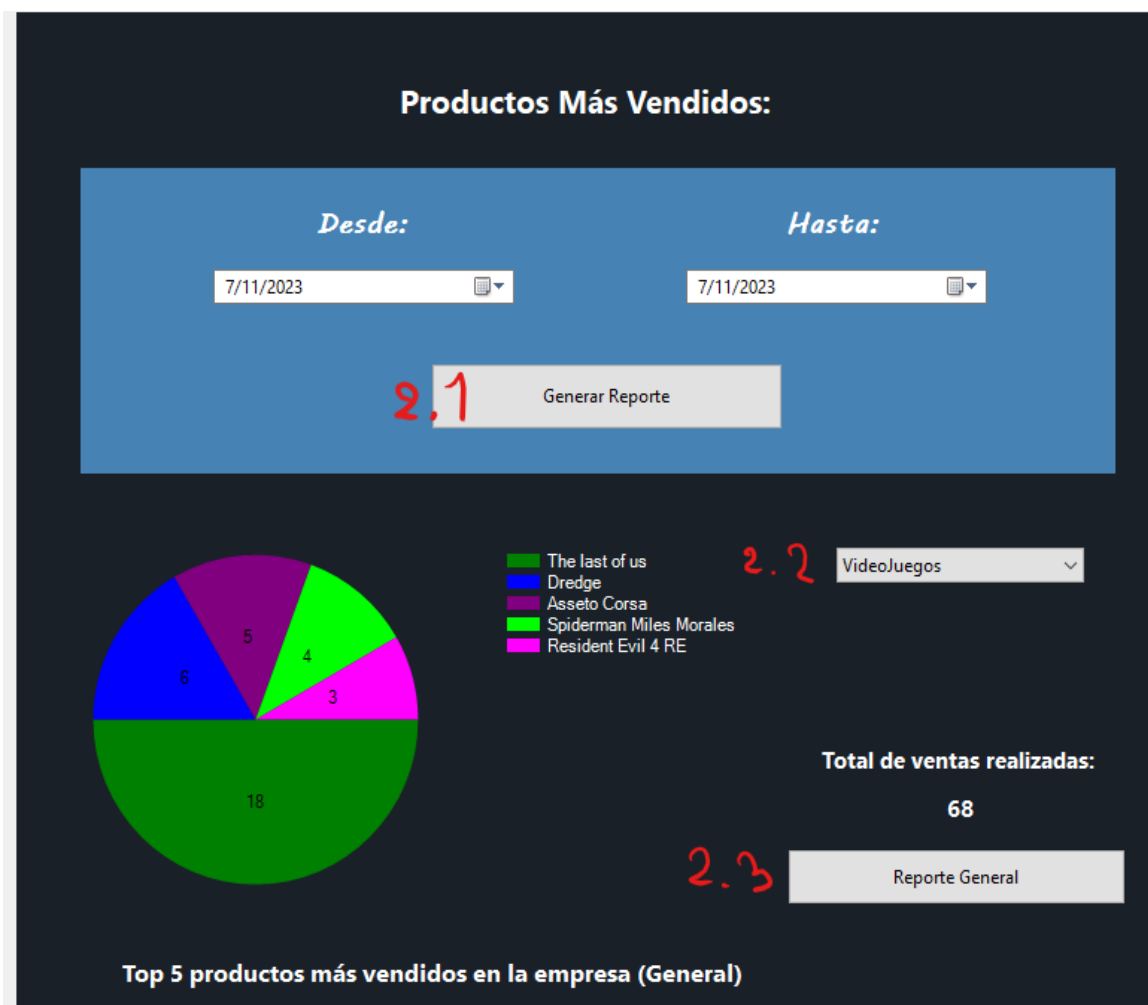 Productos Más Vendidos:
Desde:
Hasta:
7/11/2023
7/11/2023
2.1
Generar Reporte
The last of us
Dredge
Asseto Corsa
Spiderman Miles Morales
Resident Evil 4 RE
2.2
VideoJuegos
5
4
6
3
18
Total de ventas realizadas:
68
2.3
Reporte General
Top 5 productos más vendidos en la empresa (General)